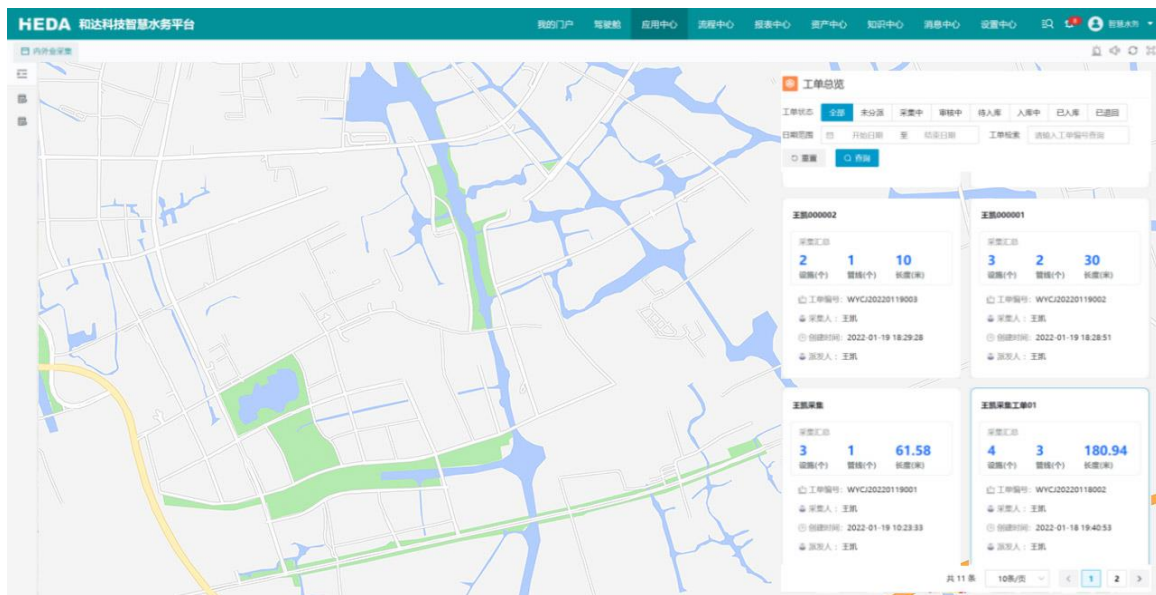 HEDA 和达科技智慧水务平台 我的门户 驾驶舱 应用中心 流程中心 报表中心 资产中心 知识中心 消息中心 设置中心 智慧水务
内外业采集
工单总览
工单状态 全部 未分派 采集中 审核中 待入库 入库中 已入库 已退回
日期范围 开始日期 至 结束日期 工单检索 请输入工单编号查询
重置 查询
王凯000002
采集汇总
2 1 10
设施(个) 管线(个) 长度(米)
工单编号: WYCJ20220119003
采集人: 王凯
创建时间: 2022-01-19 18:29:28
派发人: 王凯
王凯000001
采集汇总
3 2 30
设施(个) 管线(个) 长度(米)
工单编号: WYCJ20220119002
采集人: 王凯
创建时间: 2022-01-19 18:28:51
派发人: 王凯
王凯采集
采集汇总
3 1 61.58
设施(个) 管线(个) 长度(米)
工单编号: WYCJ20220119001
采集人: 王凯
创建时间: 2022-01-19 10:23:33
派发人: 王凯
王凯采集工单01
采集汇总
4 3 180.94
设施(个) 管线(个) 长度(米)
工单编号: WYCJ20220118002
采集人: 王凯
创建时间: 2022-01-18 19:40:53
派发人: 王凯
共 11 条 10条/页 < 1 2 >